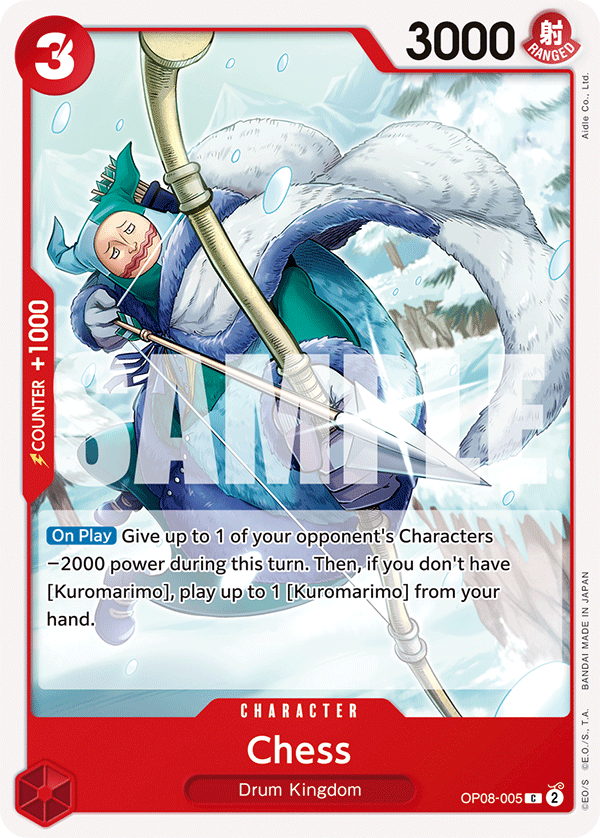 3
3000
射
RANGED
Aidle Co., Ltd.
COUNTER +1000
SAMPLE
On Play Give up to 1 of your opponent's Characters
−2000 power during this turn. Then, if you don't have
[Kuromarimo], play up to 1 [Kuromarimo] from your
hand.
CHARACTER
Chess
Drum Kingdom
OP08-005 C 2
©EO/S ©E.O./S., T.A. BANDAI MADE IN JAPAN